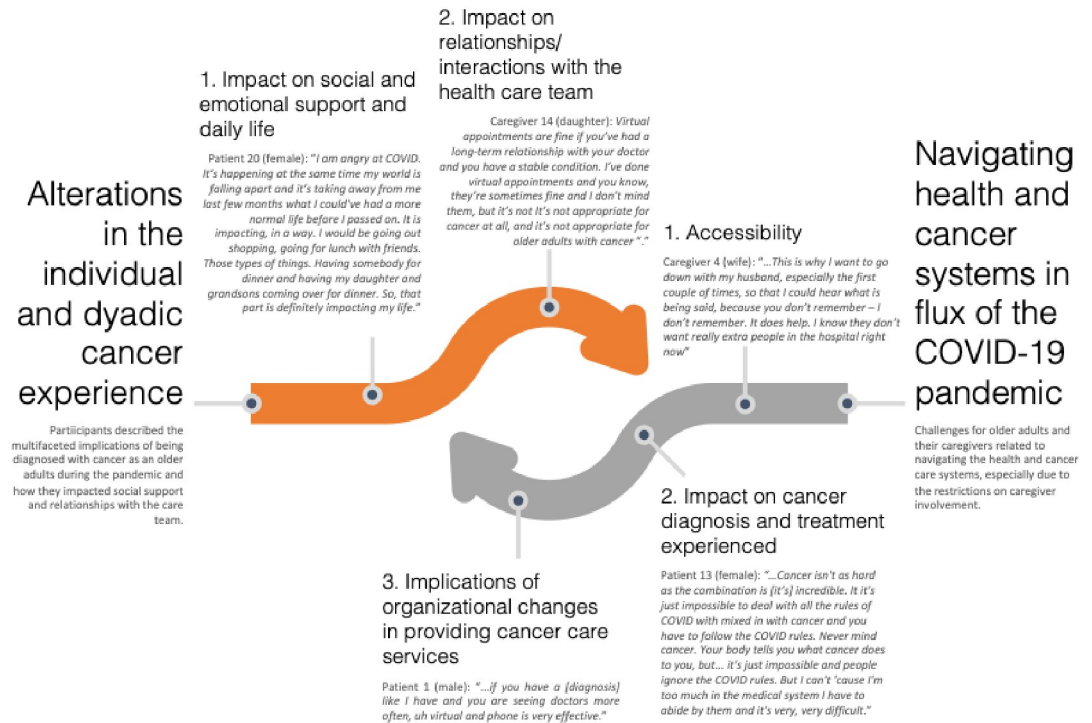 Alterations
in the
individual
and dyadic
cancer
experience
Partiicipants described the
multifaceted implications of being
diagnosed with cancer as an older
adults during the pandemic and
how they impacted social support
and relationships with the care
team.
1. Impact on social and
emotional support and
daily life
Patient 20 (female): "I am angry at COVID.
It's happening at the same time my world is
falling apart and it's taking away from me
last few months what I could've had a more
normal life before I passed on. It is
impacting, in a way. I would be going out
shopping, going for lunch with friends.
Those types of things. Having somebody for
dinner and having my daughter and
grandsons coming over for dinner. So, that
part is definitely impacting my life."
2. Impact on
relationships/
interactions with the
health care team
Caregiver 14 (daughter): Virtual
appointments are fine if you've had a
long-term relationship with your doctor
and you have a stable condition. I've done
virtual appointments and you know,
they're sometimes fine and I don't mind
them, but it's not It's not appropriate for
cancer at all, and it's not appropriate for
older adults with cancer "."
1. Accessibility
Caregiver 4 (wife): "...This is why I want to go
down with my husband, especially the first
couple of times, so that I could hear what is
being said, because you don't remember – I
don't remember. It does help. I know they don't
want really extra people in the hospital right
now"
Navigating
health and
cancer
systems in
flux of the
COVID-19
pandemic
Challenges for older adults and
their caregivers related to
navigating the health and cancer
care systems, especially due to
the restrictions on caregiver
involvement.
2. Impact on cancer
diagnosis and treatment
experienced
Patient 13 (female): "...Cancer isn't as hard
as the combination is [it's] incredible. It it's
just impossible to deal with all the rules of
COVID with mixed in with cancer and you
have to follow the COVID rules. Never mind
cancer. Your body tells you what cancer does
to you, but... it's just impossible and people
ignore the COVID rules. But I can't 'cause I'm
too much in the medical system I have to
abide by them and it's very, very difficult."
3. Implications of
organizational changes
in providing cancer care
services
Patient 1 (male): "...if you have a [diagnosis]
like I have and you are seeing doctors more
often, uh virtual and phone is very effective."